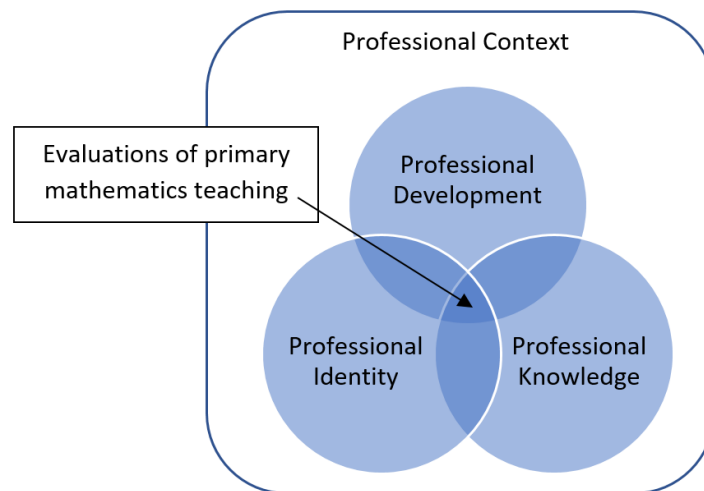 Professional Context
Evaluations of primary
mathematics teaching
Professional
Development
Professional
Identity
Professional
Knowledge